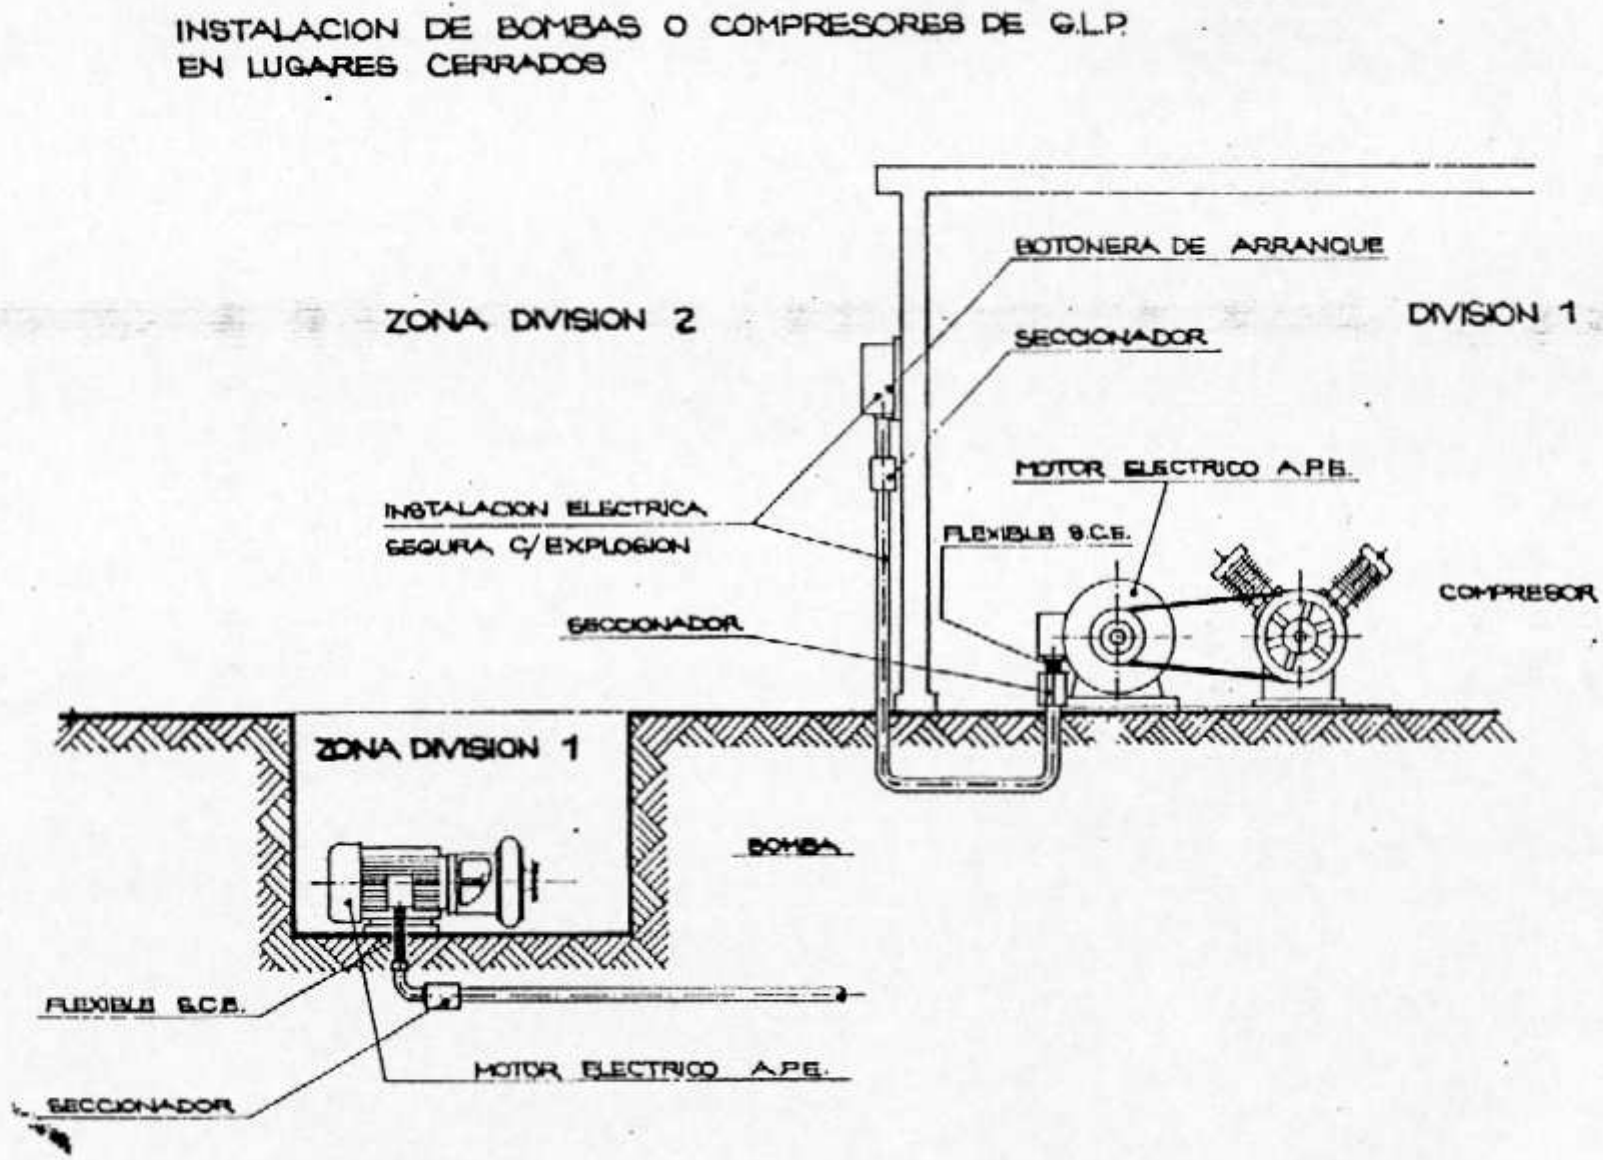 INSTALACION DE BOMBAS O COMPRESORES DE G.L.P.
EN LUGARES CERRADOS
BOTONERA DE ARRANQUE
ZONA DIVISION 2
DIVISION 1
SECCIONADOR
MOTOR ELECTRICO A.P.E.
INSTALACION ELECTRICA
SEGURA C/EXPLOSION
FLEXIBLE S.C.E.
COMPRESOR
SECCIONADOR
ZONA DIVISION 1
BOMBA
FLEXIBLE S.C.E.
MOTOR ELECTRICO A.P.E.
SECCIONADOR